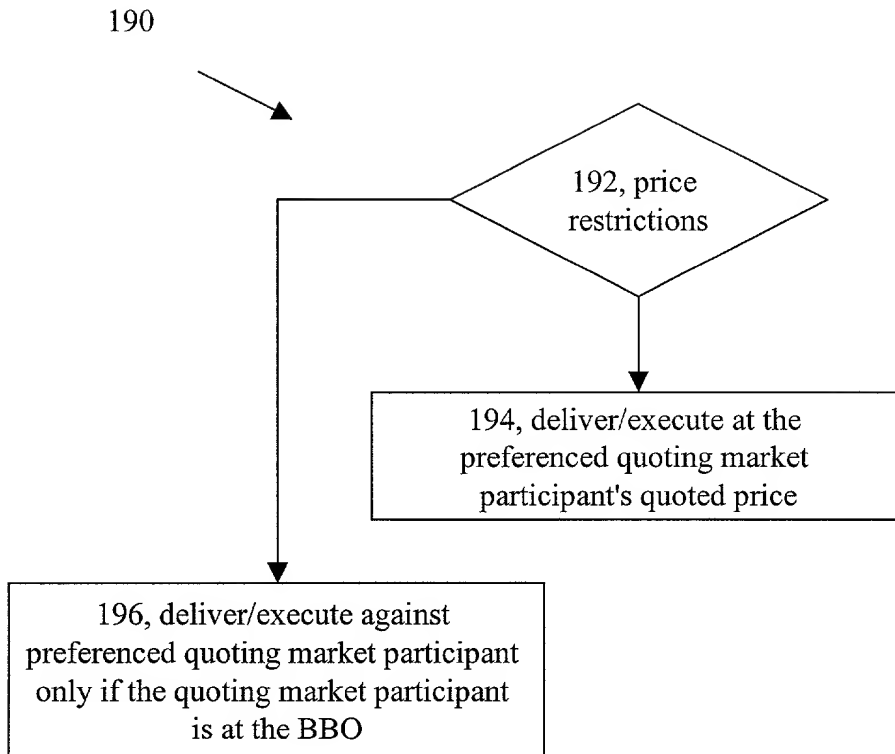 190
192, price
restrictions
194, deliver/execute at the
preferenced quoting market
participant's quoted price
196, deliver/execute against
preferenced quoting market participant
only if the quoting market participant
is at the BBO